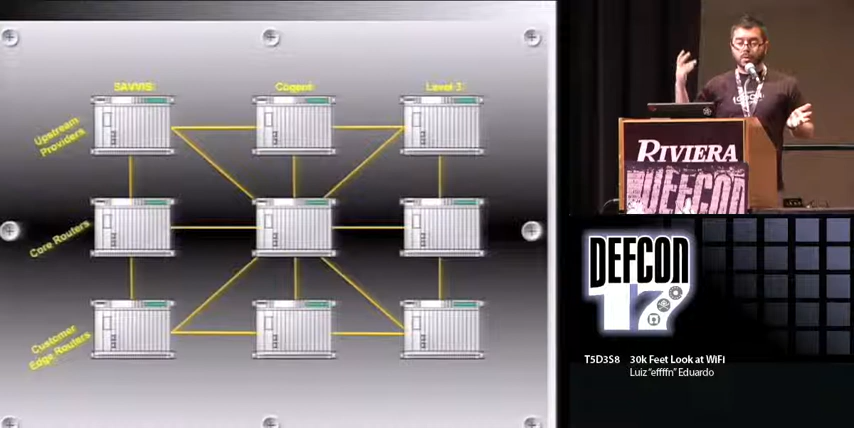 SAVVIS:
Cogent:
Level 3:
Upstream
Providers
Core Routers
Customer
Edge Routers
RIVIERA
DEFCON
DEFCON
17
T5D3S8 30k Feet Look at WiFi
Luiz "effffn" Eduardo